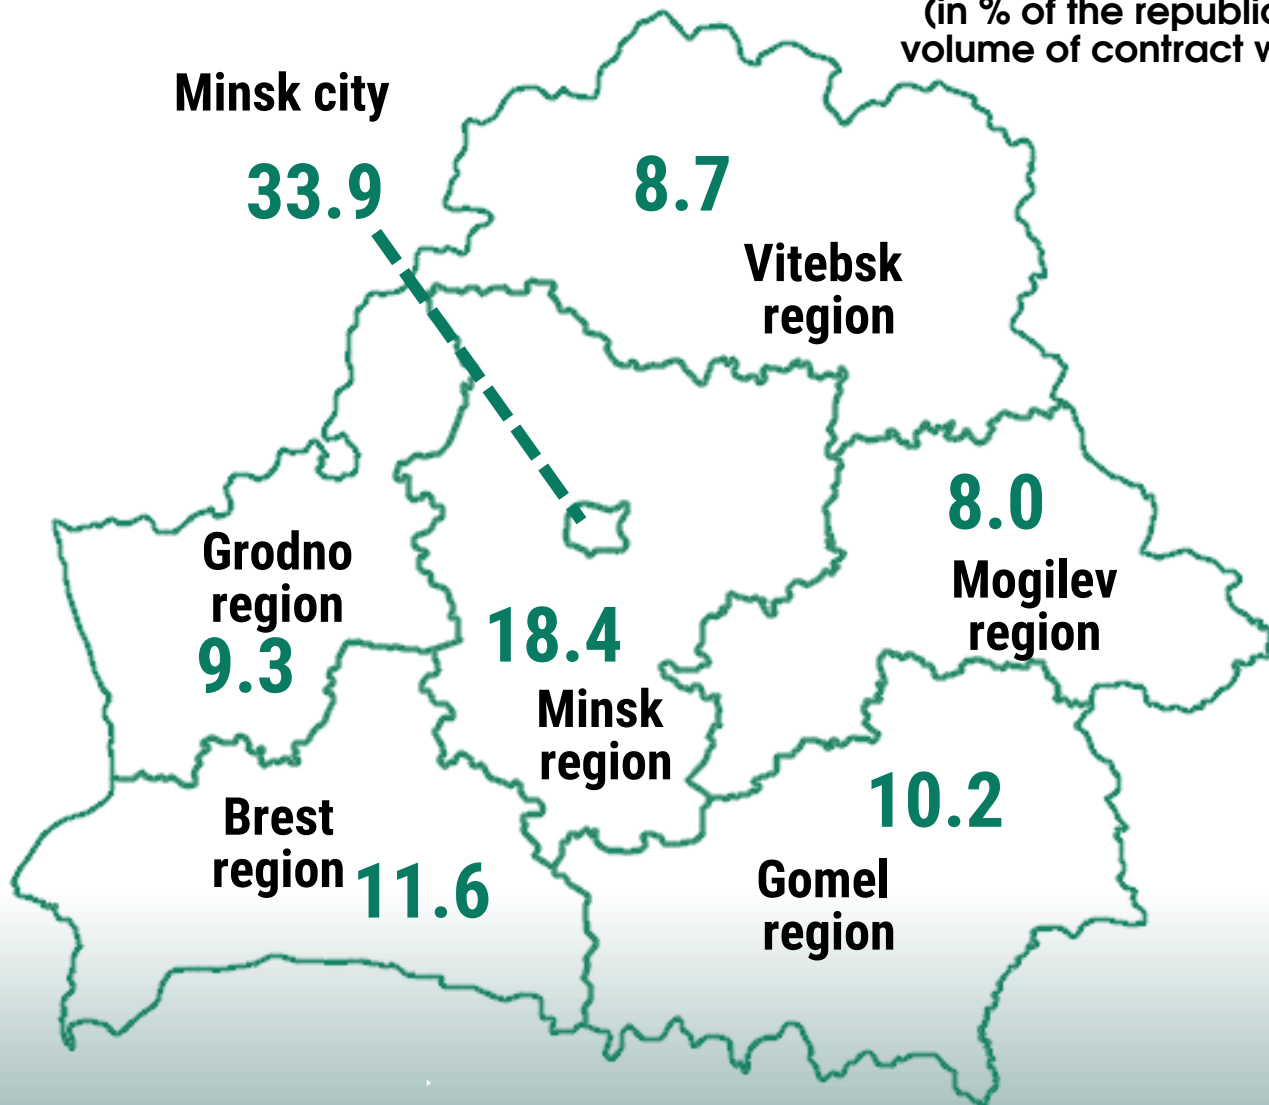 (in % of the republic
volume of contract w
Minsk city
33.9
8.7
Vitebsk
region
8.0
Mogilev
region
Grodno
region
9.3
18.4
Minsk
region
10.2
Gomel
region
Brest
region
11.6